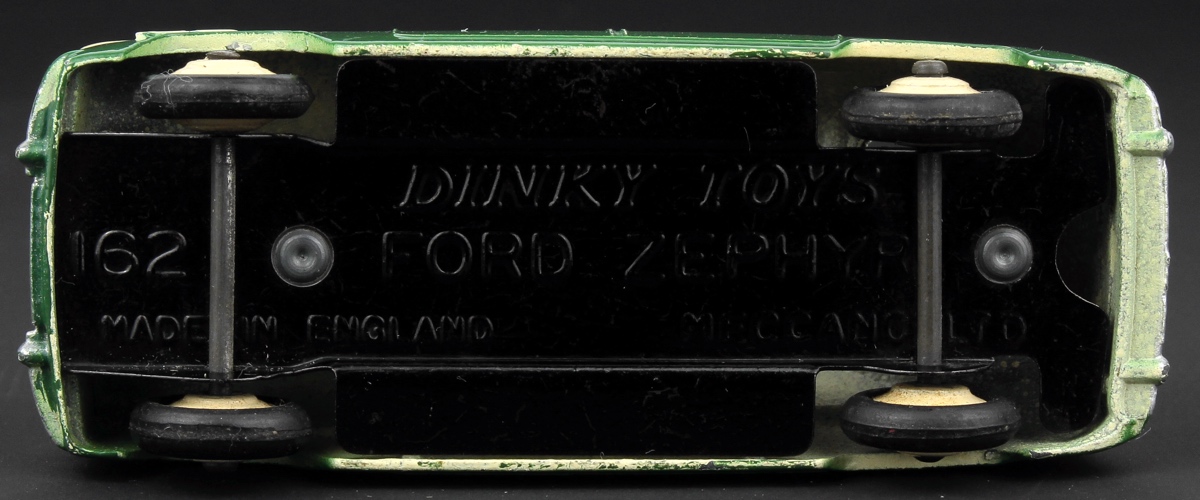 DINKY TOYS
162 FORD ZEPHYR
MADE IN ENGLAND MECCANO LTD